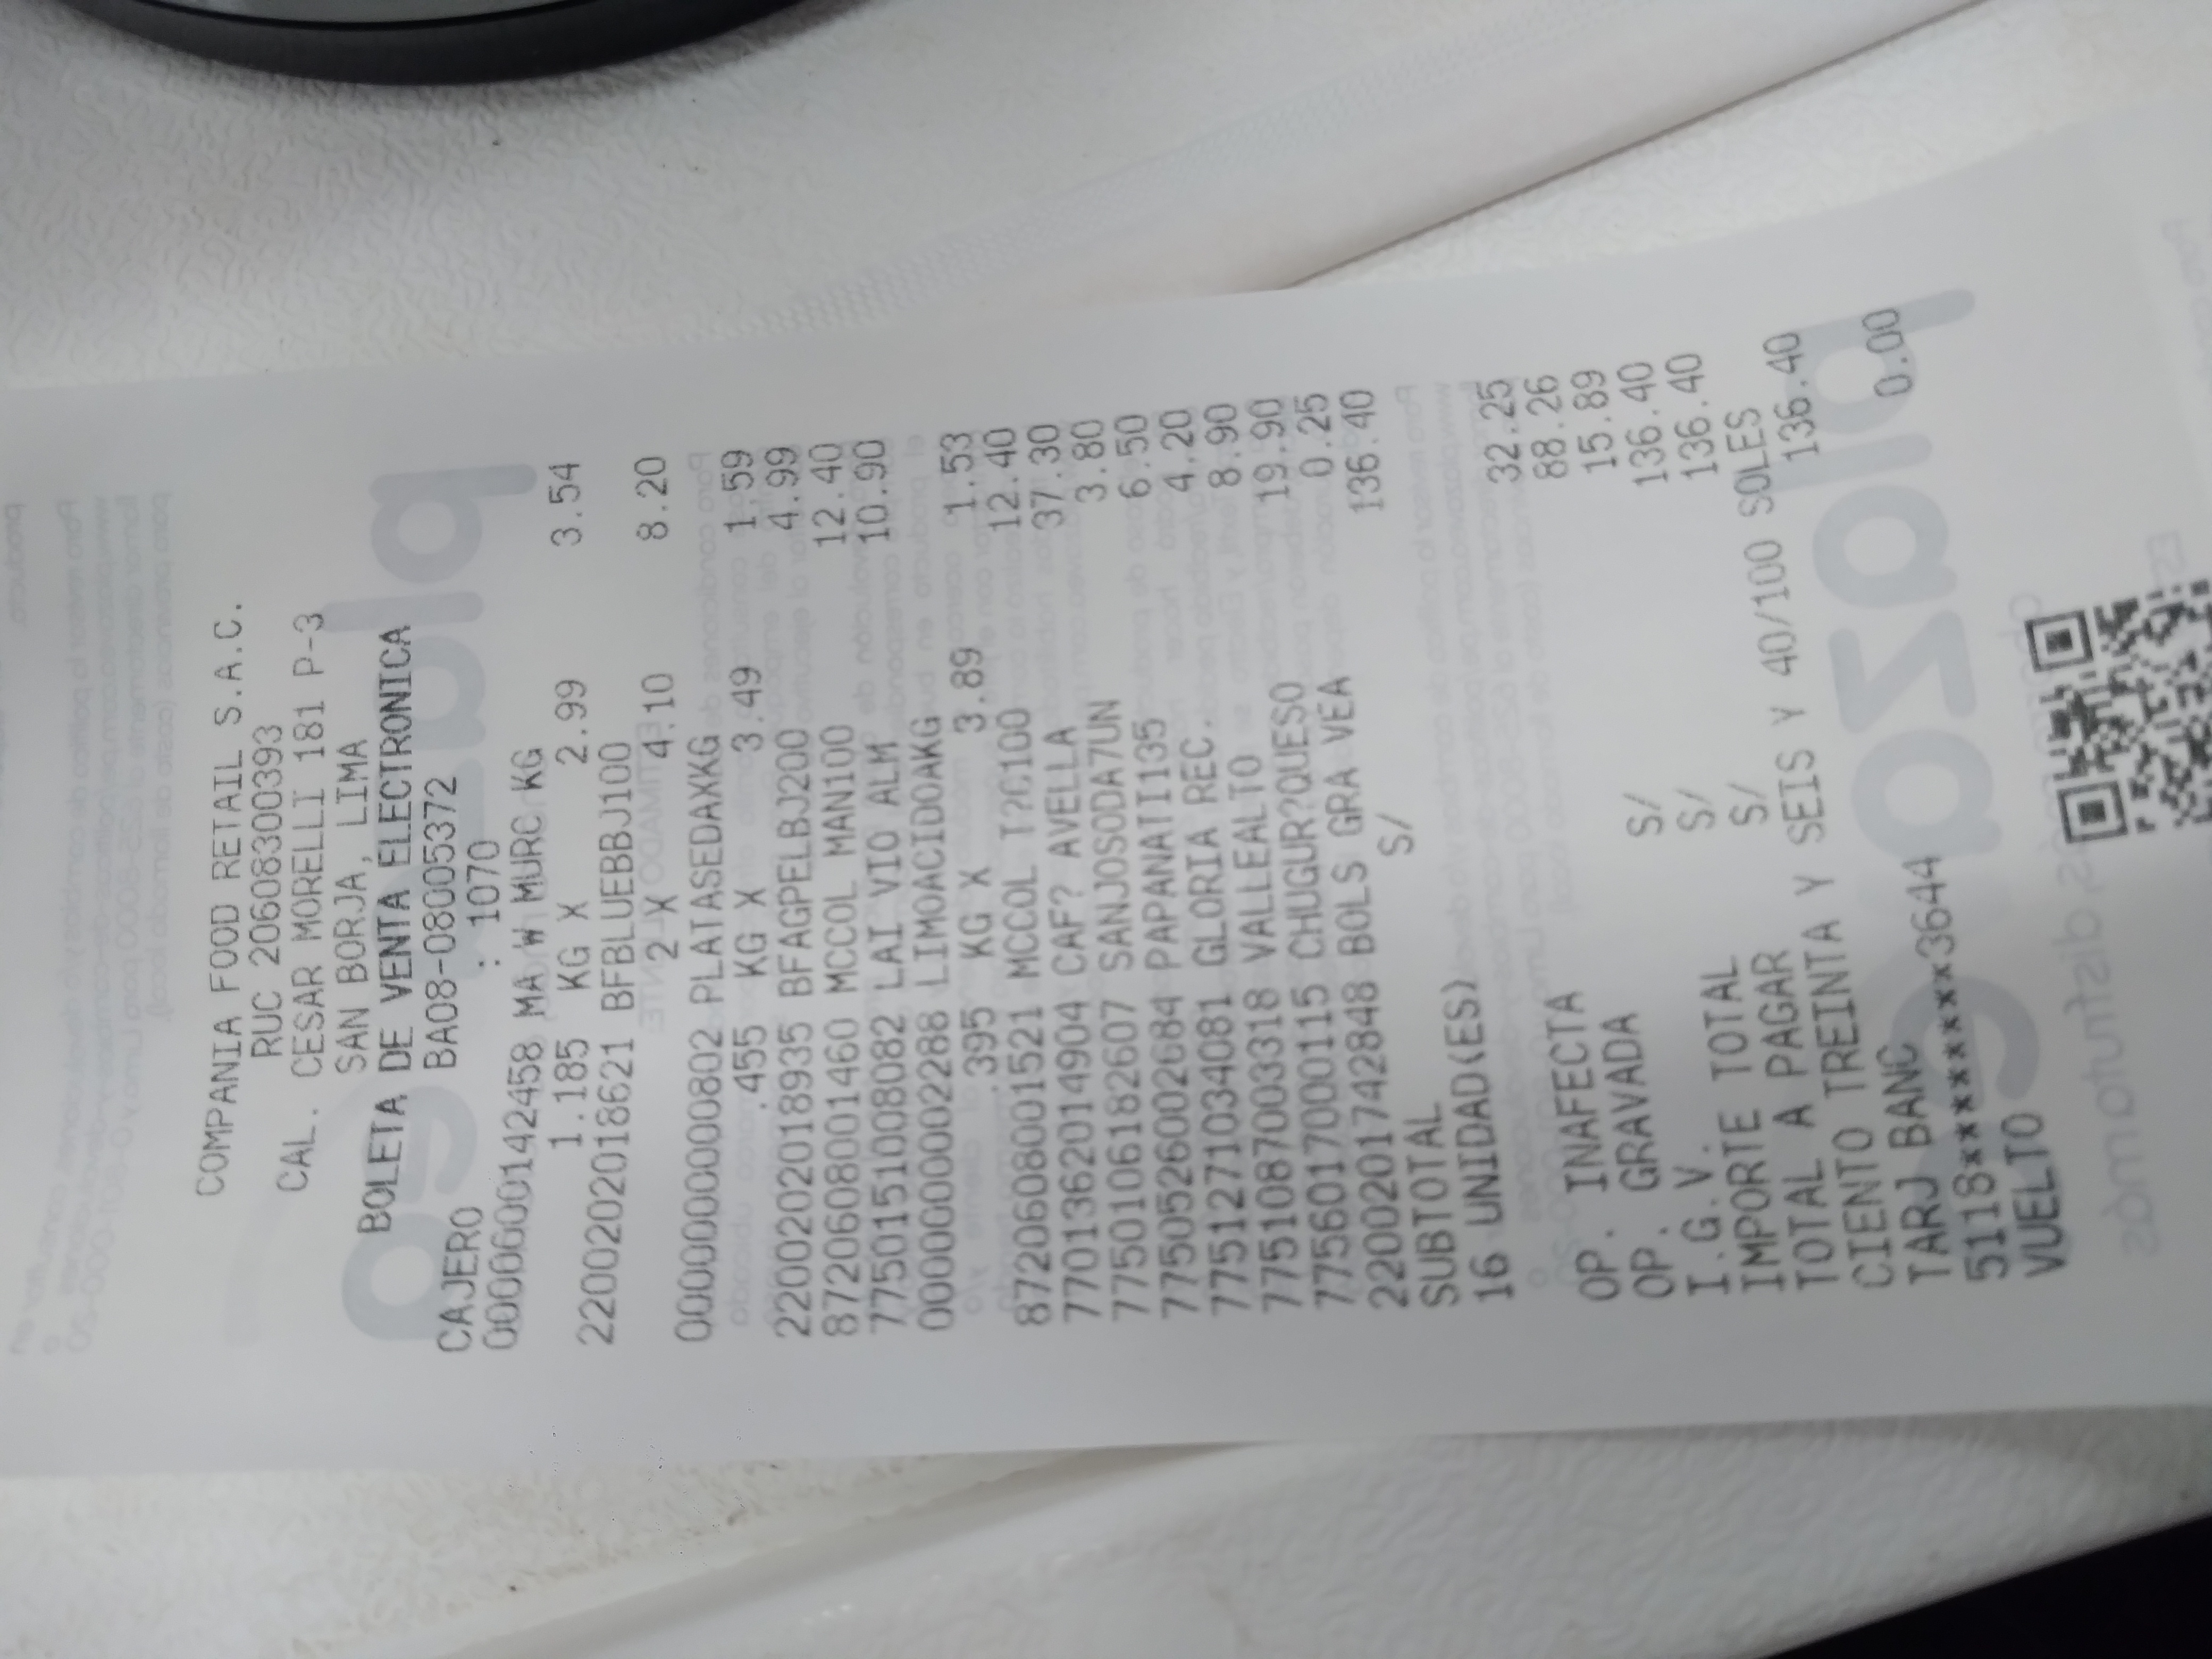 COMPANIA FOOD RETAIL S.A.C.
RUC 20608300393
CAL. CESAR MORELLI 181 P-3
SAN BORJA, LIMA
BOLETA DE VENTA ELECTRONICA
BA08-08005372
CAJERO : 1070
0000000142458 MA W MURC KG
1.185 KG X 2.99 3.54
2200202018621 BFBLUEBBJ100
2 X 4.10 8.20
0000000000802 PLATASEDAXKG
.455 KG X 3.49 1.59
2200202018935 BFAGPELBJ200 4.99
8720608001460 MCCOL MAN100 12.40
7750151008082 LAI VIO ALM 10.90
0000000002288 LIMOACIDOAKG
.395 KG X 3.89 1.53
8720608001521 MCCOL T?C100 12.40
7701362014904 CAF? AVELLA 37.30
7750106182607 SANJOSODA7UN 3.80
7750526002684 PAPANATI135 6.50
7751271034081 GLORIA REC. 4.20
7751087003318 VALLEALTO 8.90
7756017000115 CHUGUR?QUESO 19.90
2200201742848 BOLS GRA VEA 0.25
SUBTOTAL S/ 136.40
16 UNIDAD(ES)
OP. INAFECTA 32.25
OP. GRAVADA 88.26
I.G.V. S/ 15.89
IMPORTE TOTAL S/ 136.40
TOTAL A PAGAR S/ 136.40
CIENTO TREINTA Y SEIS Y 40/100 SOLES
TARJ BANC 136.40
5118********3644
VUELTO 0.00